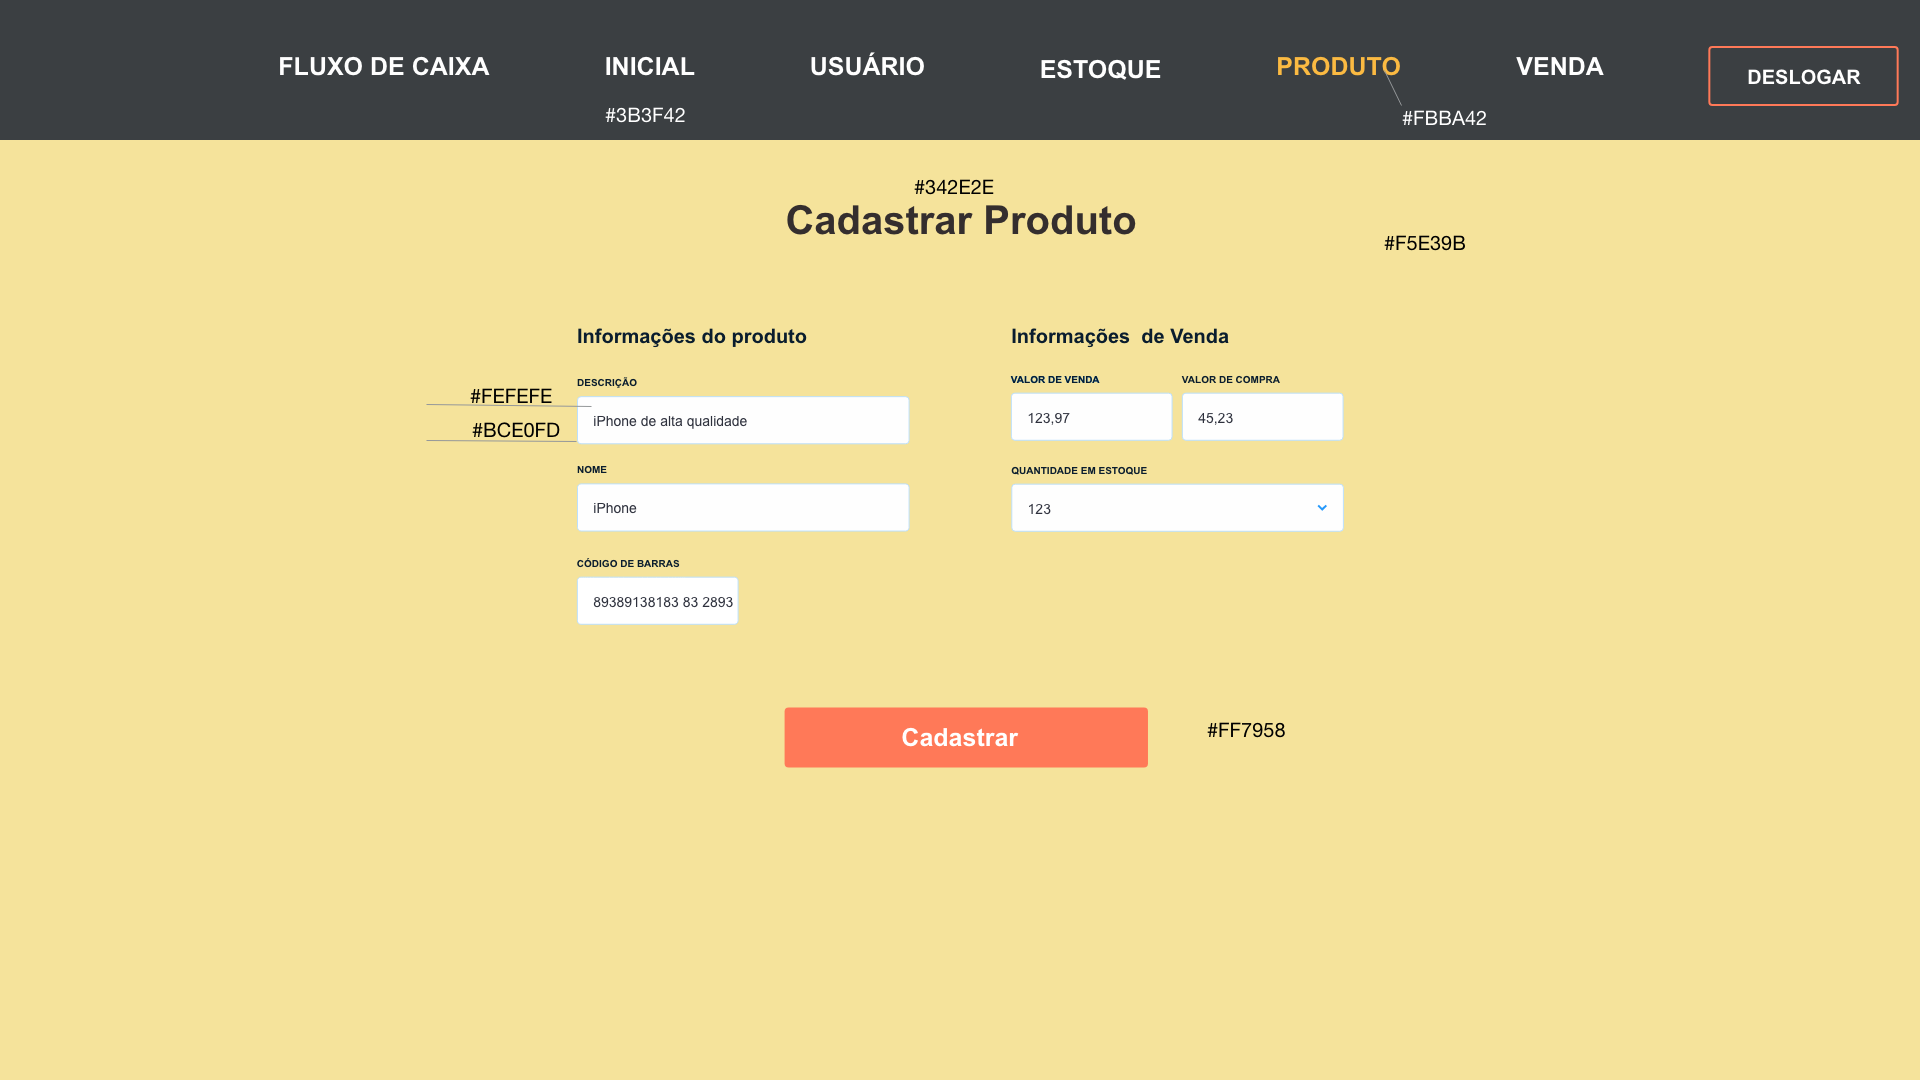 FLUXO DE CAIXA
INICIAL
USUÁRIO
ESTOQUE
PRODUTO
VENDA
DESLOGAR
#3B3F42
#FBBA42
#342E2E
Cadastrar Produto
#F5E39B
Informações do produto
DESCRIÇÃO
#FEFEFE
iPhone de alta qualidade
#BCE0FD
NOME
iPhone
CÓDIGO DE BARRAS
89389138183 83 2893
Informações  de Venda
VALOR DE VENDA
VALOR DE COMPRA
123,97
45,23
QUANTIDADE EM ESTOQUE
123
Cadastrar
#FF7958